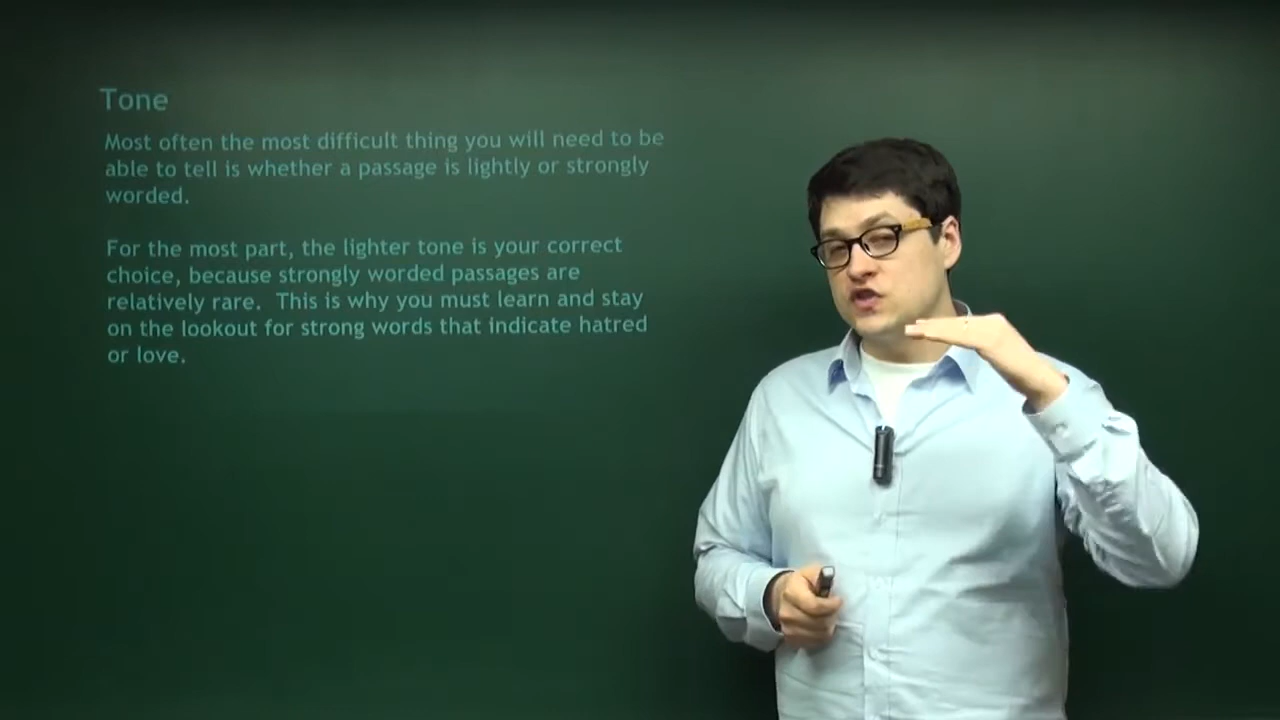 Tone
Most often the most difficult thing you will need to be
able to tell is whether a passage is lightly or strongly
worded.
For the most part, the lighter tone is your correct
choice, because strongly worded passages are
relatively rare.  This is why you must learn and stay
on the lookout for strong words that indicate hatred
or love.